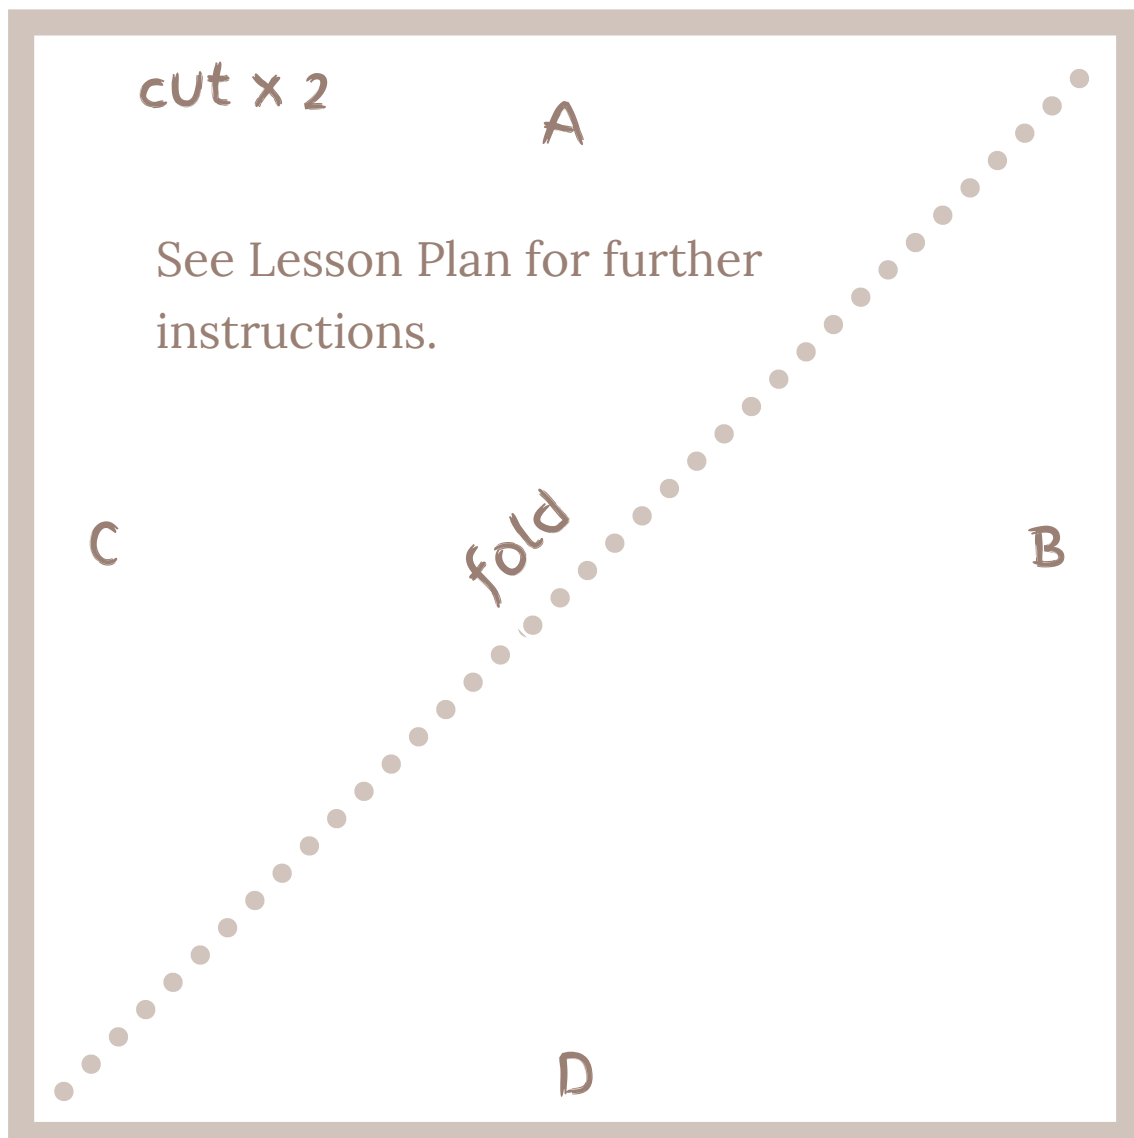 cut x 2
A
See Lesson Plan for further
instructions.
fold
C
B
D